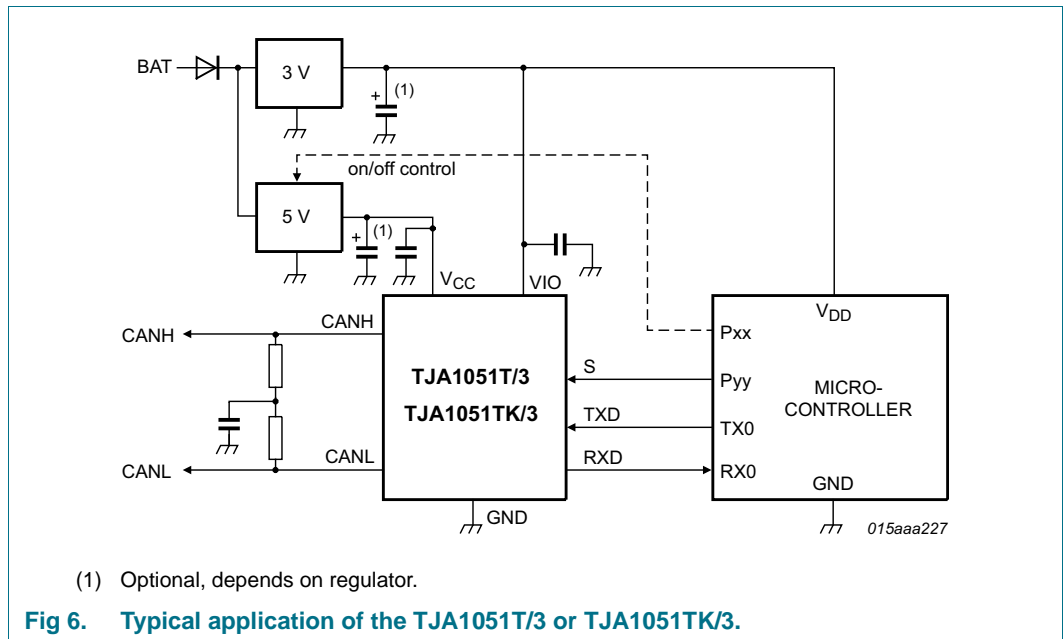 BAT
3 V
(1)
+
on/off control
5 V
(1)
+
VCC
VIO
VDD
CANH
CANH
Pxx
TJA1051T/3
S
Pyy
MICRO-
TJA1051TK/3
CONTROLLER
TXD
TX0
CANL
CANL
RXD
RX0
GND
GND
015aaa227
(1) Optional, depends on regulator.
Fig 6. Typical application of the TJA1051T/3 or TJA1051TK/3.